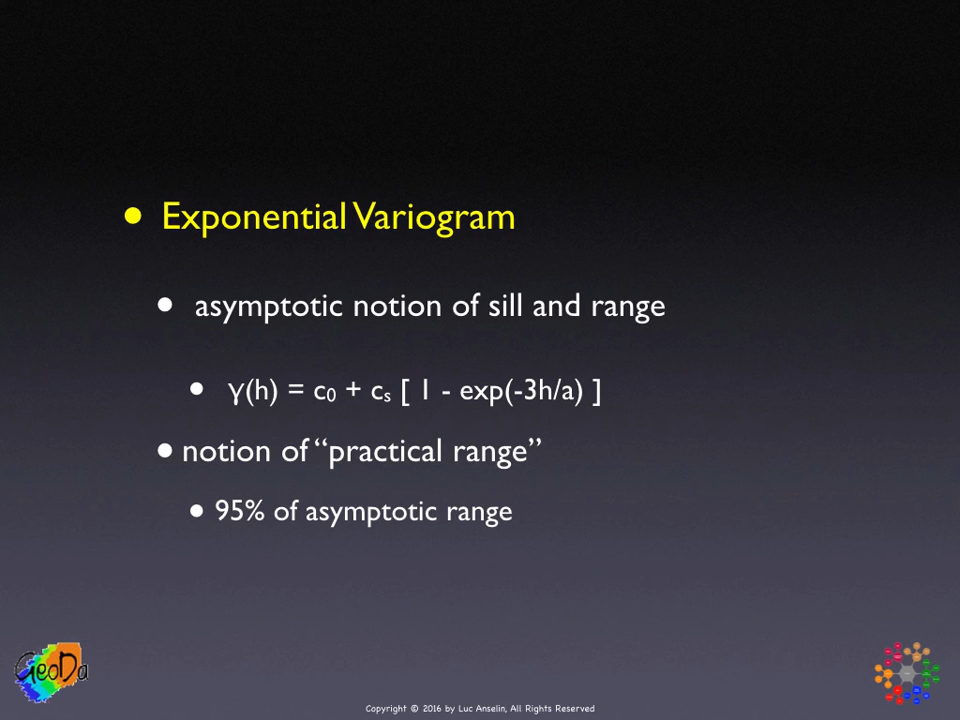 • Exponential Variogram
• asymptotic notion of sill and range
• γ(h) = c₀ + cₛ [ 1 - exp(-3h/a) ]
• notion of “practical range”
• 95% of asymptotic range
GeoDa
Copyright © 2016 by Luc Anselin, All Rights Reserved